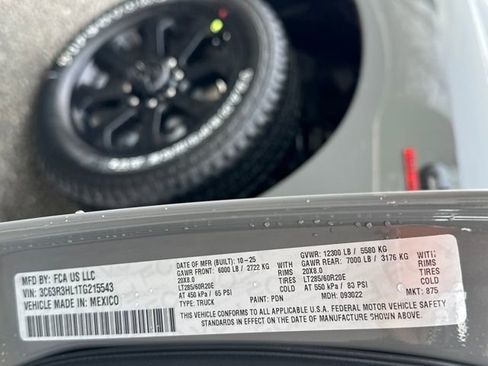 MFD BY: FCA US LLC
VIN: 3C63R3HL1TG215543
VEHICLE MADE IN: MEXICO
DATE OF MFR (BUILT): 10-25
GAWR FRONT: 6000 LB / 2722 KG
20X8.0 RIMS
LT285/60R20E TIRES
AT 450 kPa / 65 PSI COLD
PAINT: PDN
TYPE: TRUCK
GVWR: 12300 LB / 5580 KG
GAWR REAR: 7000 LB / 3176 KG WITH
20X8.0 RIMS
LT285/60R20E TIRES
AT 550 kPa / 83 PSI COLD
MDH: 093022 MKT: 875
THIS VEHICLE CONFORMS TO ALL APPLICABLE U.S.A. FEDERAL MOTOR VEHICLE SAFETY
STANDARDS IN EFFECT ON THE DATE OF MANUFACTURE SHOWN ABOVE.